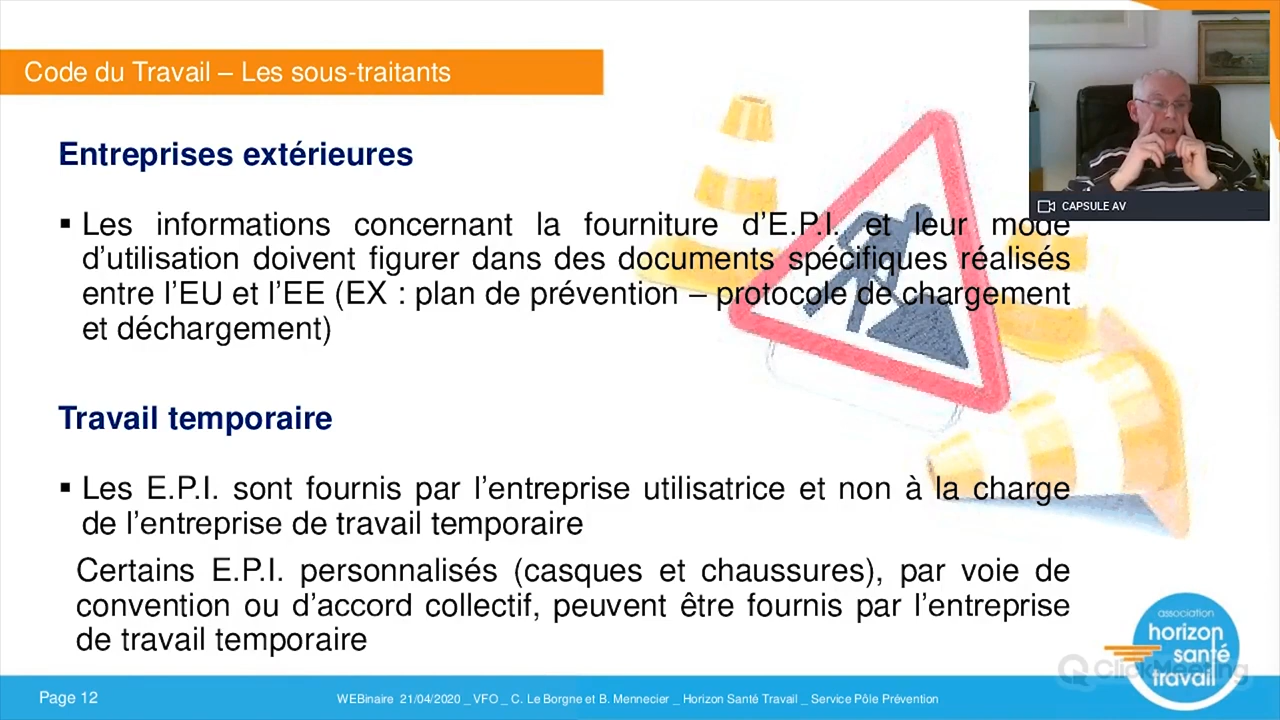 Code du Travail – Les sous-traitants
CAPSULE AV
Entreprises extérieures
▪ Les informations concernant la fourniture d’E.P.I. et leur mode
d’utilisation doivent figurer dans des documents spécifiques réalisés
entre l’EU et l’EE (EX : plan de prévention – protocole de chargement
et déchargement)
Travail temporaire
▪ Les E.P.I. sont fournis par l’entreprise utilisatrice et non à la charge
de l’entreprise de travail temporaire
Certains E.P.I. personnalisés (casques et chaussures), par voie de
convention ou d’accord collectif, peuvent être fournis par l’entreprise
de travail temporaire
association
horizon
santé
travail
ClickMeeting
Page 12
WEBinaire 21/04/2020 _ VFO _ C. Le Borgne et B. Mennecier _ Horizon Santé Travail _ Service Pôle Prévention